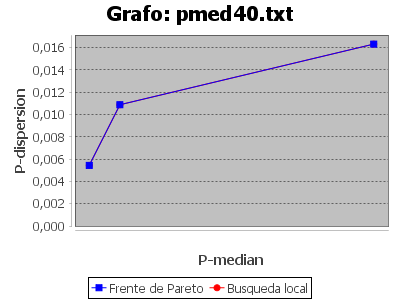 Grafo: pmed40.txt
0,016
0,014
0,012
0,010
0,008
0,006
0,004
0,002
0,000
P-dispersion
P-median
Frente de Pareto
Busqueda local